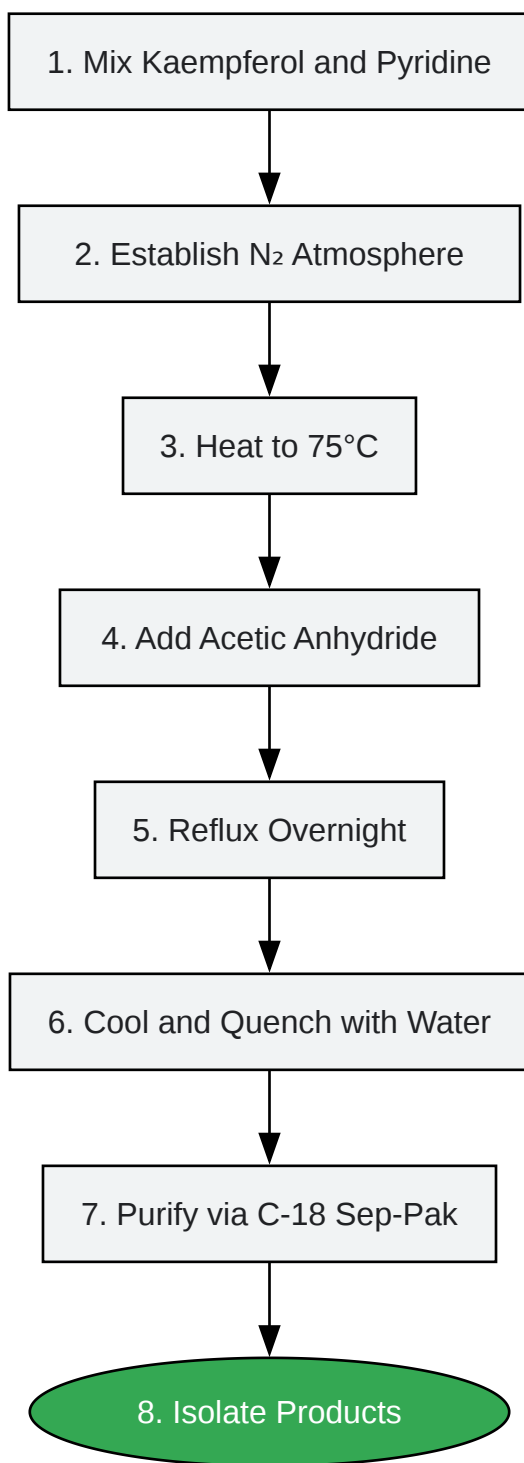 1. Mix Kaempferol and Pyridine
2. Establish N₂ Atmosphere
3. Heat to 75°C
4. Add Acetic Anhydride
5. Reflux Overnight
6. Cool and Quench with Water
7. Purify via C-18 Sep-Pak
8. Isolate Products